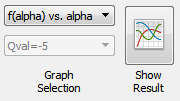 f(alpha) vs. alpha
Qval=-5
Graph
Selection
Show
Result